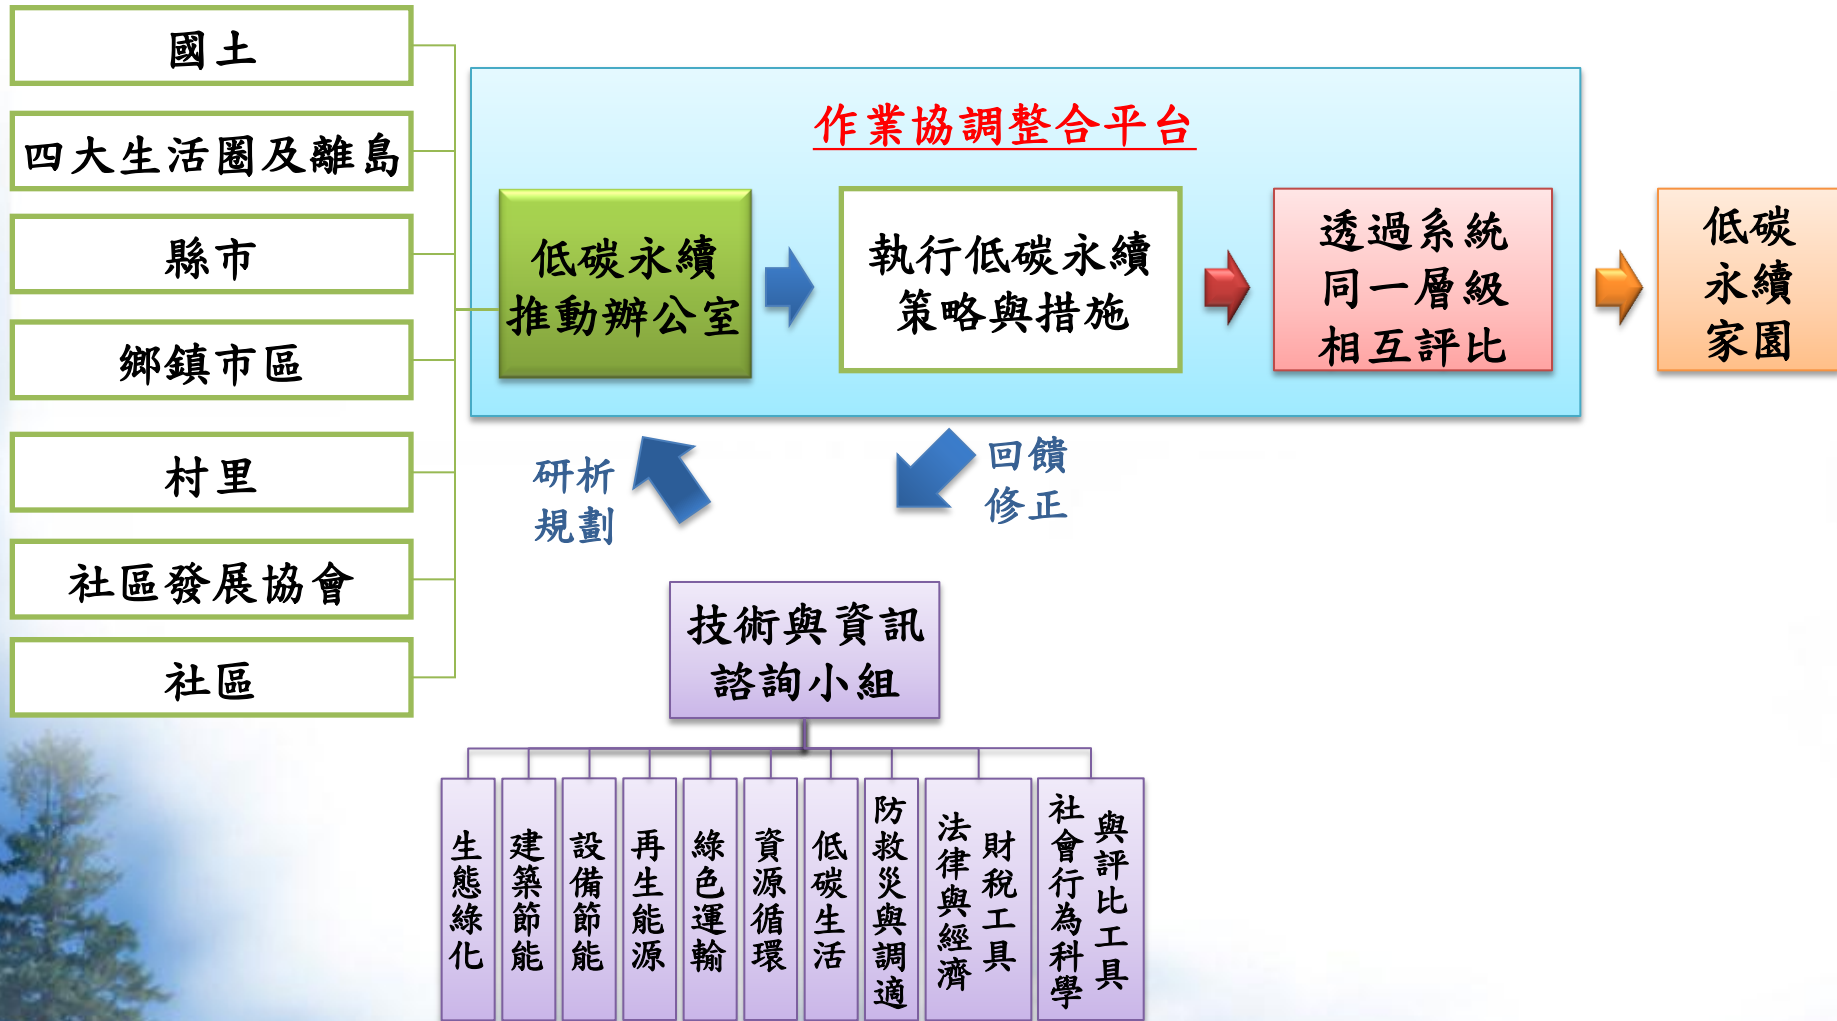 國土
四大生活圈及離島
縣市
鄉鎮市區
村里
社區發展協會
社區
作業協調整合平台
低碳永續
推動辦公室
執行低碳永續
策略與措施
透過系統
同一層級
相互評比
低碳
永續
家園
研析
規劃
回饋
修正
技術與資訊
諮詢小組
生態綠化
建築節能
設備節能
再生能源
綠色運輸
資源循環
低碳生活
防救災與調適
法律與經濟
財稅工具
社會行為科學
與評比工具